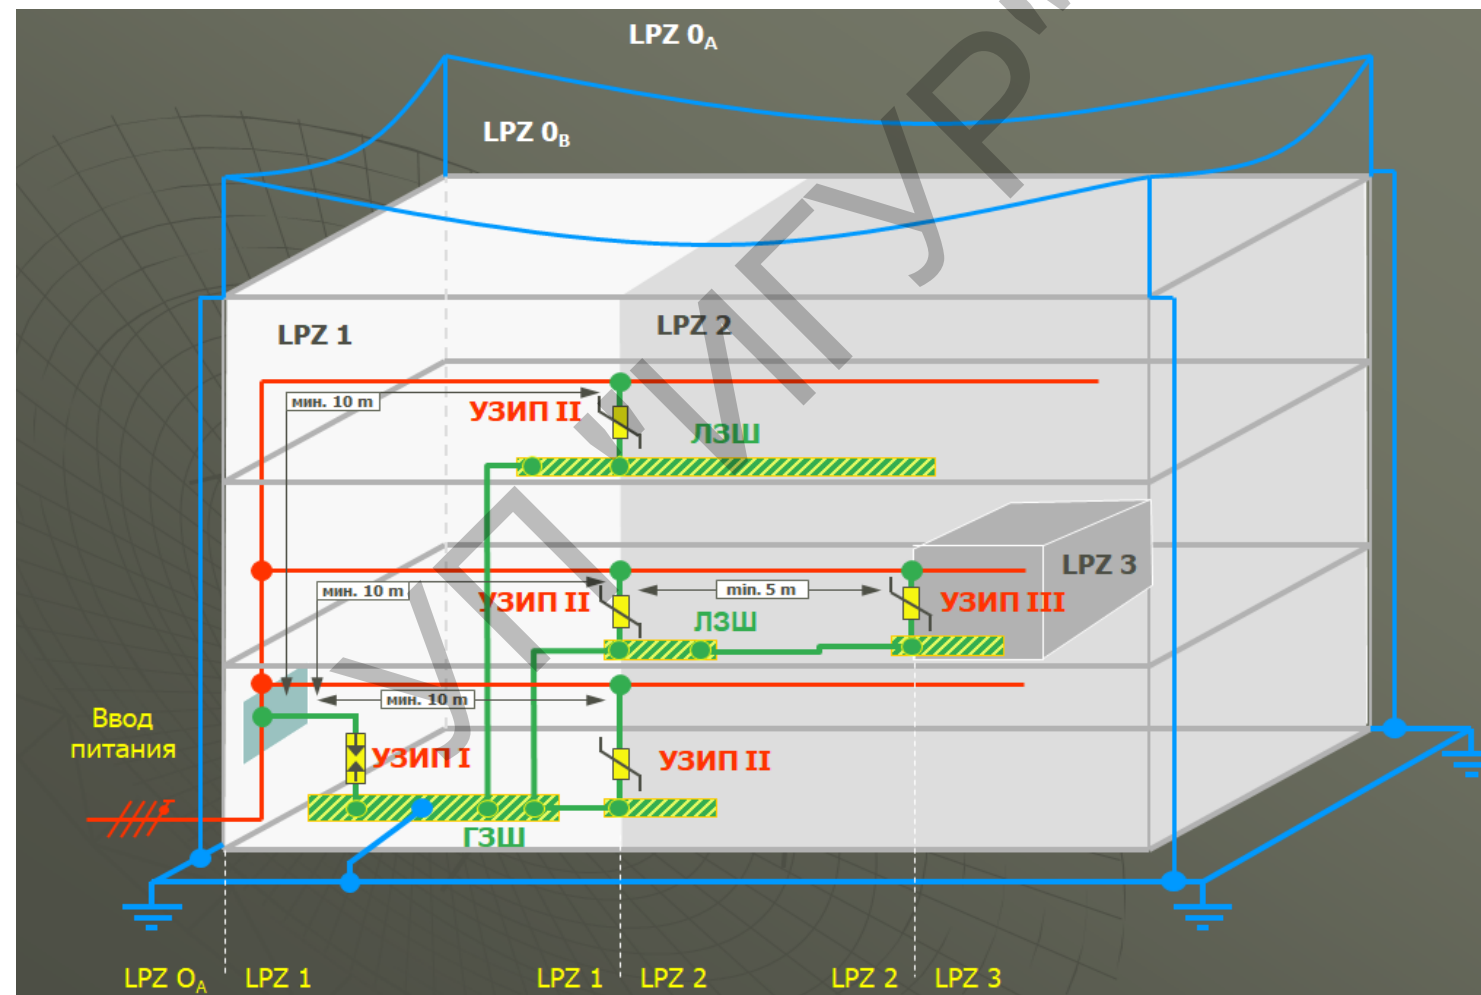 LPZ 0A
LPZ 0B
LPZ 1
LPZ 2
мин. 10 m
УЗИП II
ЛЗШ
LPZ 3
мин. 10 m
min. 5 m
УЗИП II
УЗИП III
ЛЗШ
мин. 10 m
Ввод
питания
УЗИП I
УЗИП II
ГЗШ
LPZ OA
LPZ 1
LPZ 1
LPZ 2
LPZ 2
LPZ 3
УП "ИГУР"